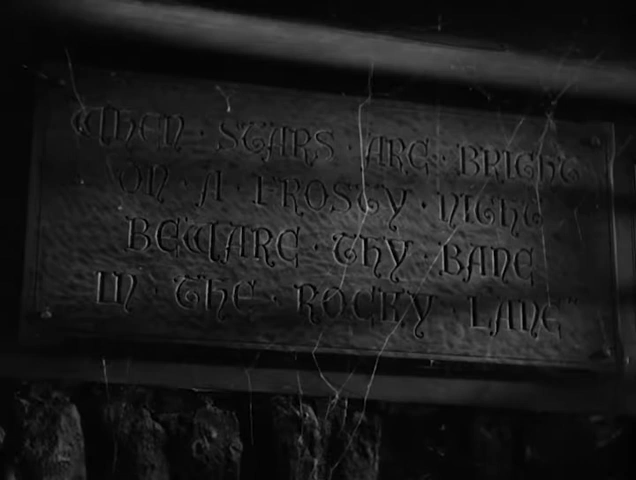 "When · stars · are · bright
on · a · frosty · night
Beware · thy · bane
in · the · rocky · lane"